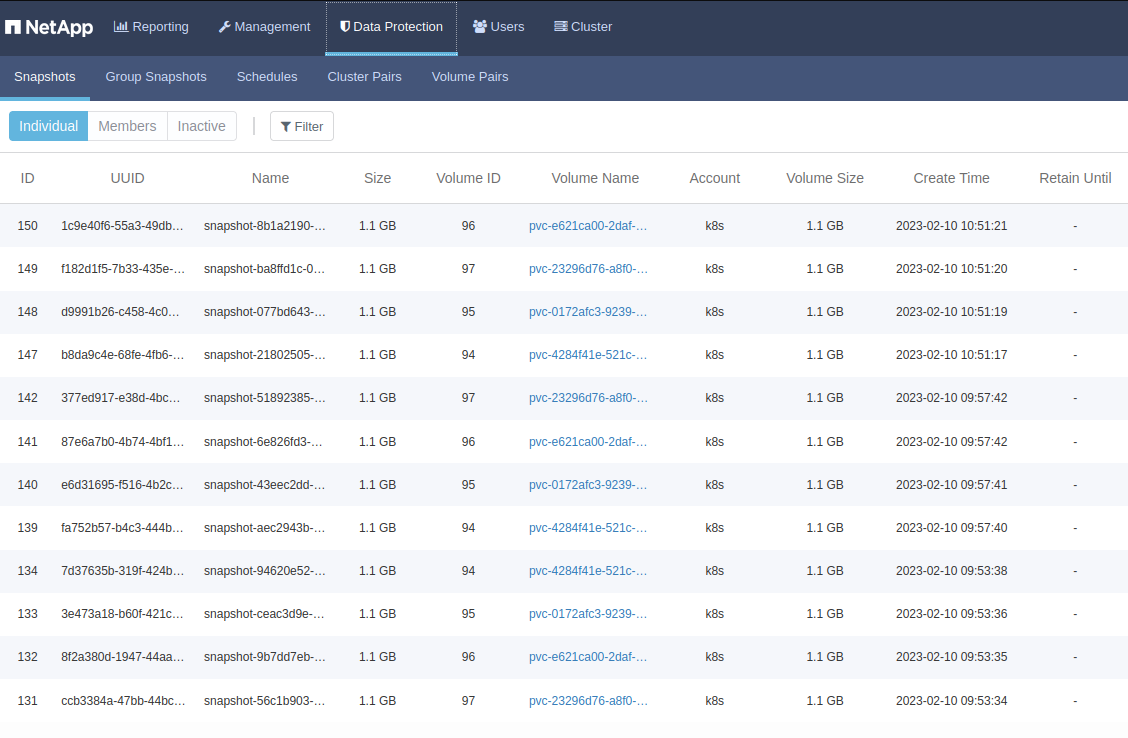 NetApp Reporting Management Data Protection Users Cluster
Snapshots Group Snapshots Schedules Cluster Pairs Volume Pairs
Individual Members Inactive | Filter
ID UUID Name Size Volume ID Volume Name Account Volume Size Create Time Retain Until
150 1c9e40f6-55a3-49db... snapshot-8b1a2190-... 1.1 GB 96 pvc-e621ca00-2daf-... k8s 1.1 GB 2023-02-10 10:51:21 -
149 f182d1f5-7b33-435e-... snapshot-ba8ffd1c-0... 1.1 GB 97 pvc-23296d76-a8f0-... k8s 1.1 GB 2023-02-10 10:51:20 -
148 d9991b26-c458-4c0... snapshot-077bd643-... 1.1 GB 95 pvc-0172afc3-9239-... k8s 1.1 GB 2023-02-10 10:51:19 -
147 b8da9c4e-68fe-4fb6-... snapshot-21802505-... 1.1 GB 94 pvc-4284f41e-521c-... k8s 1.1 GB 2023-02-10 10:51:17 -
142 377ed917-e38d-4bc... snapshot-51892385-... 1.1 GB 97 pvc-23296d76-a8f0-... k8s 1.1 GB 2023-02-10 09:57:42 -
141 87e6a7b0-4b74-4bf1... snapshot-6e826fd3-... 1.1 GB 96 pvc-e621ca00-2daf-... k8s 1.1 GB 2023-02-10 09:57:42 -
140 e6d31695-f516-4b2c... snapshot-43eec2dd-... 1.1 GB 95 pvc-0172afc3-9239-... k8s 1.1 GB 2023-02-10 09:57:41 -
139 fa752b57-b4c3-444b... snapshot-aec2943b-... 1.1 GB 94 pvc-4284f41e-521c-... k8s 1.1 GB 2023-02-10 09:57:40 -
134 7d37635b-319f-424b... snapshot-94620e52-... 1.1 GB 94 pvc-4284f41e-521c-... k8s 1.1 GB 2023-02-10 09:53:38 -
133 3e473a18-b60f-421c... snapshot-ceac3d9e-... 1.1 GB 95 pvc-0172afc3-9239-... k8s 1.1 GB 2023-02-10 09:53:36 -
132 8f2a380d-1947-44aa... snapshot-9b7dd7eb-... 1.1 GB 96 pvc-e621ca00-2daf-... k8s 1.1 GB 2023-02-10 09:53:35 -
131 ccb3384a-47bb-44bc... snapshot-56c1b903-... 1.1 GB 97 pvc-23296d76-a8f0-... k8s 1.1 GB 2023-02-10 09:53:34 -